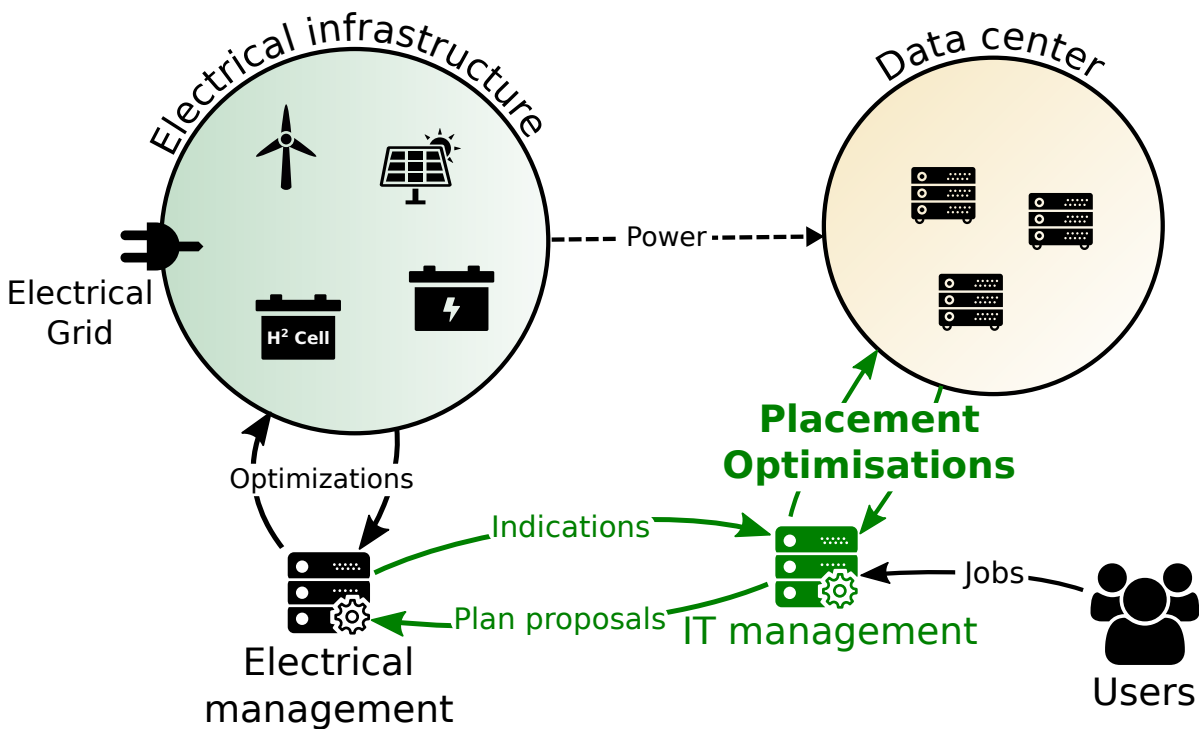 Electrical infrastructure
Data center
Power
Electrical
Grid
H² Cell
Placement
Optimisations
Optimizations
Indications
Jobs
Plan proposals
IT management
Electrical
management
Users